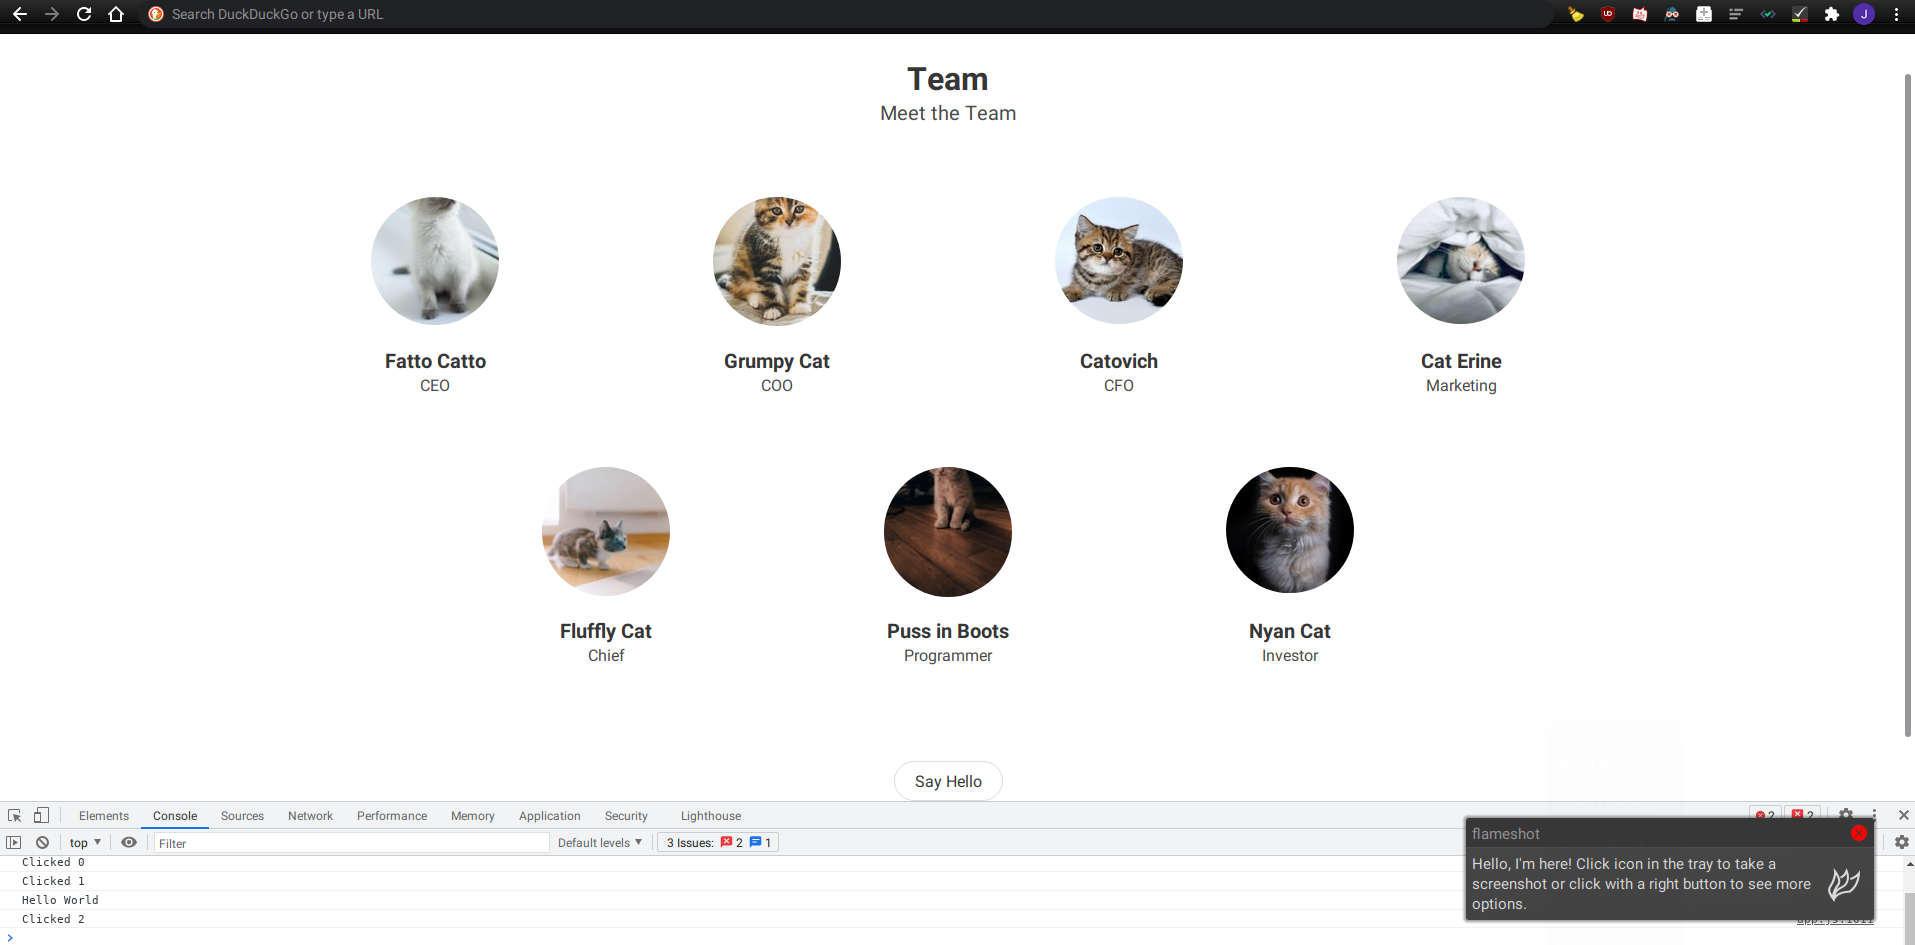 Search DuckDuckGo or type a URL
J
Team
Meet the Team
Fatto Catto
CEO
Grumpy Cat
COO
Catovich
CFO
Cat Erine
Marketing
Fluffly Cat
Chief
Puss in Boots
Programmer
Nyan Cat
Investor
Say Hello
Elements Console Sources Network Performance Memory Application Security Lighthouse 2 2
top Filter Default levels 3 Issues: 2 1
Clicked 0
Clicked 1
Hello World
Clicked 2
flameshot
Hello, I'm here! Click icon in the tray to take a
screenshot or click with a right button to see more
options.